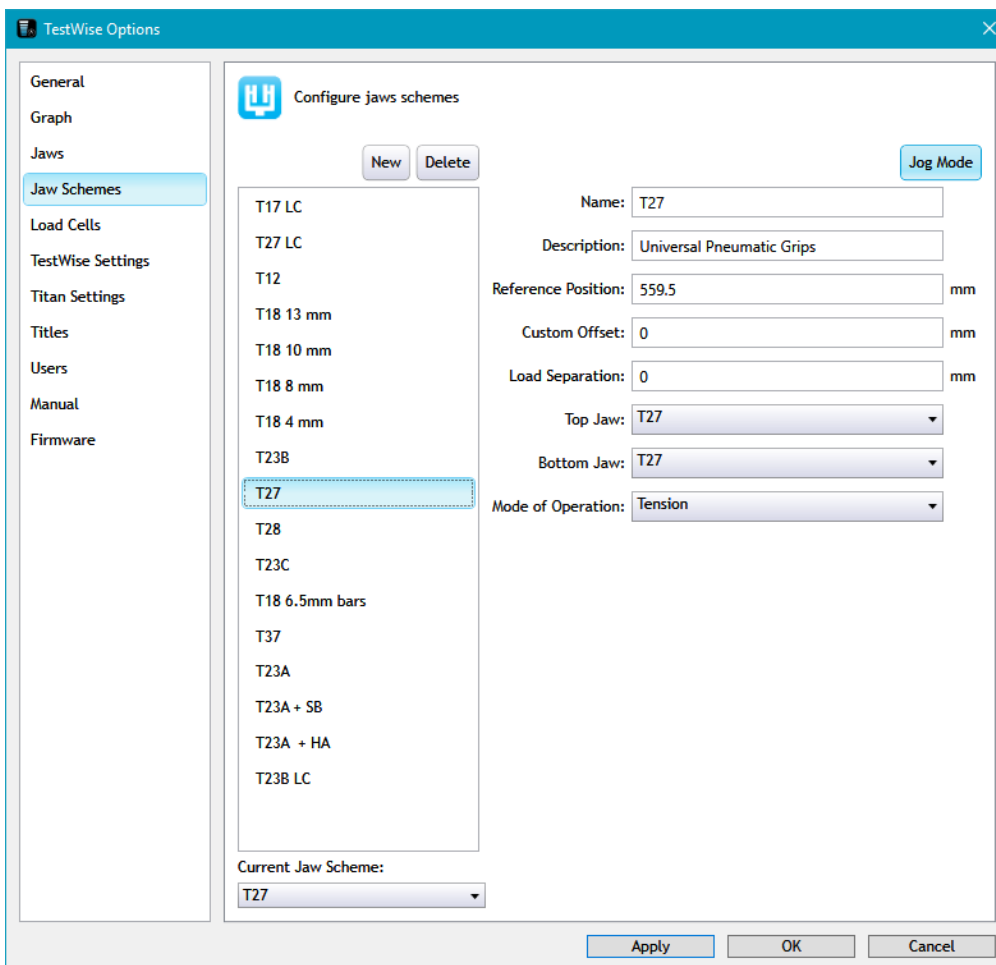 TestWise Options
General
Graph
Jaws
Jaw Schemes
Load Cells
TestWise Settings
Titan Settings
Titles
Users
Manual
Firmware
Configure jaws schemes
New Delete
Jog Mode
T17 LC
T27 LC
T12
T18 13 mm
T18 10 mm
T18 8 mm
T18 4 mm
T23B
T27
T28
T23C
T18 6.5mm bars
T37
T23A
T23A + SB
T23A + HA
T23B LC
Current Jaw Scheme:
T27
Name: T27
Description: Universal Pneumatic Grips
Reference Position: 559.5 mm
Custom Offset: 0 mm
Load Separation: 0 mm
Top Jaw: T27
Bottom Jaw: T27
Mode of Operation: Tension
Apply OK Cancel